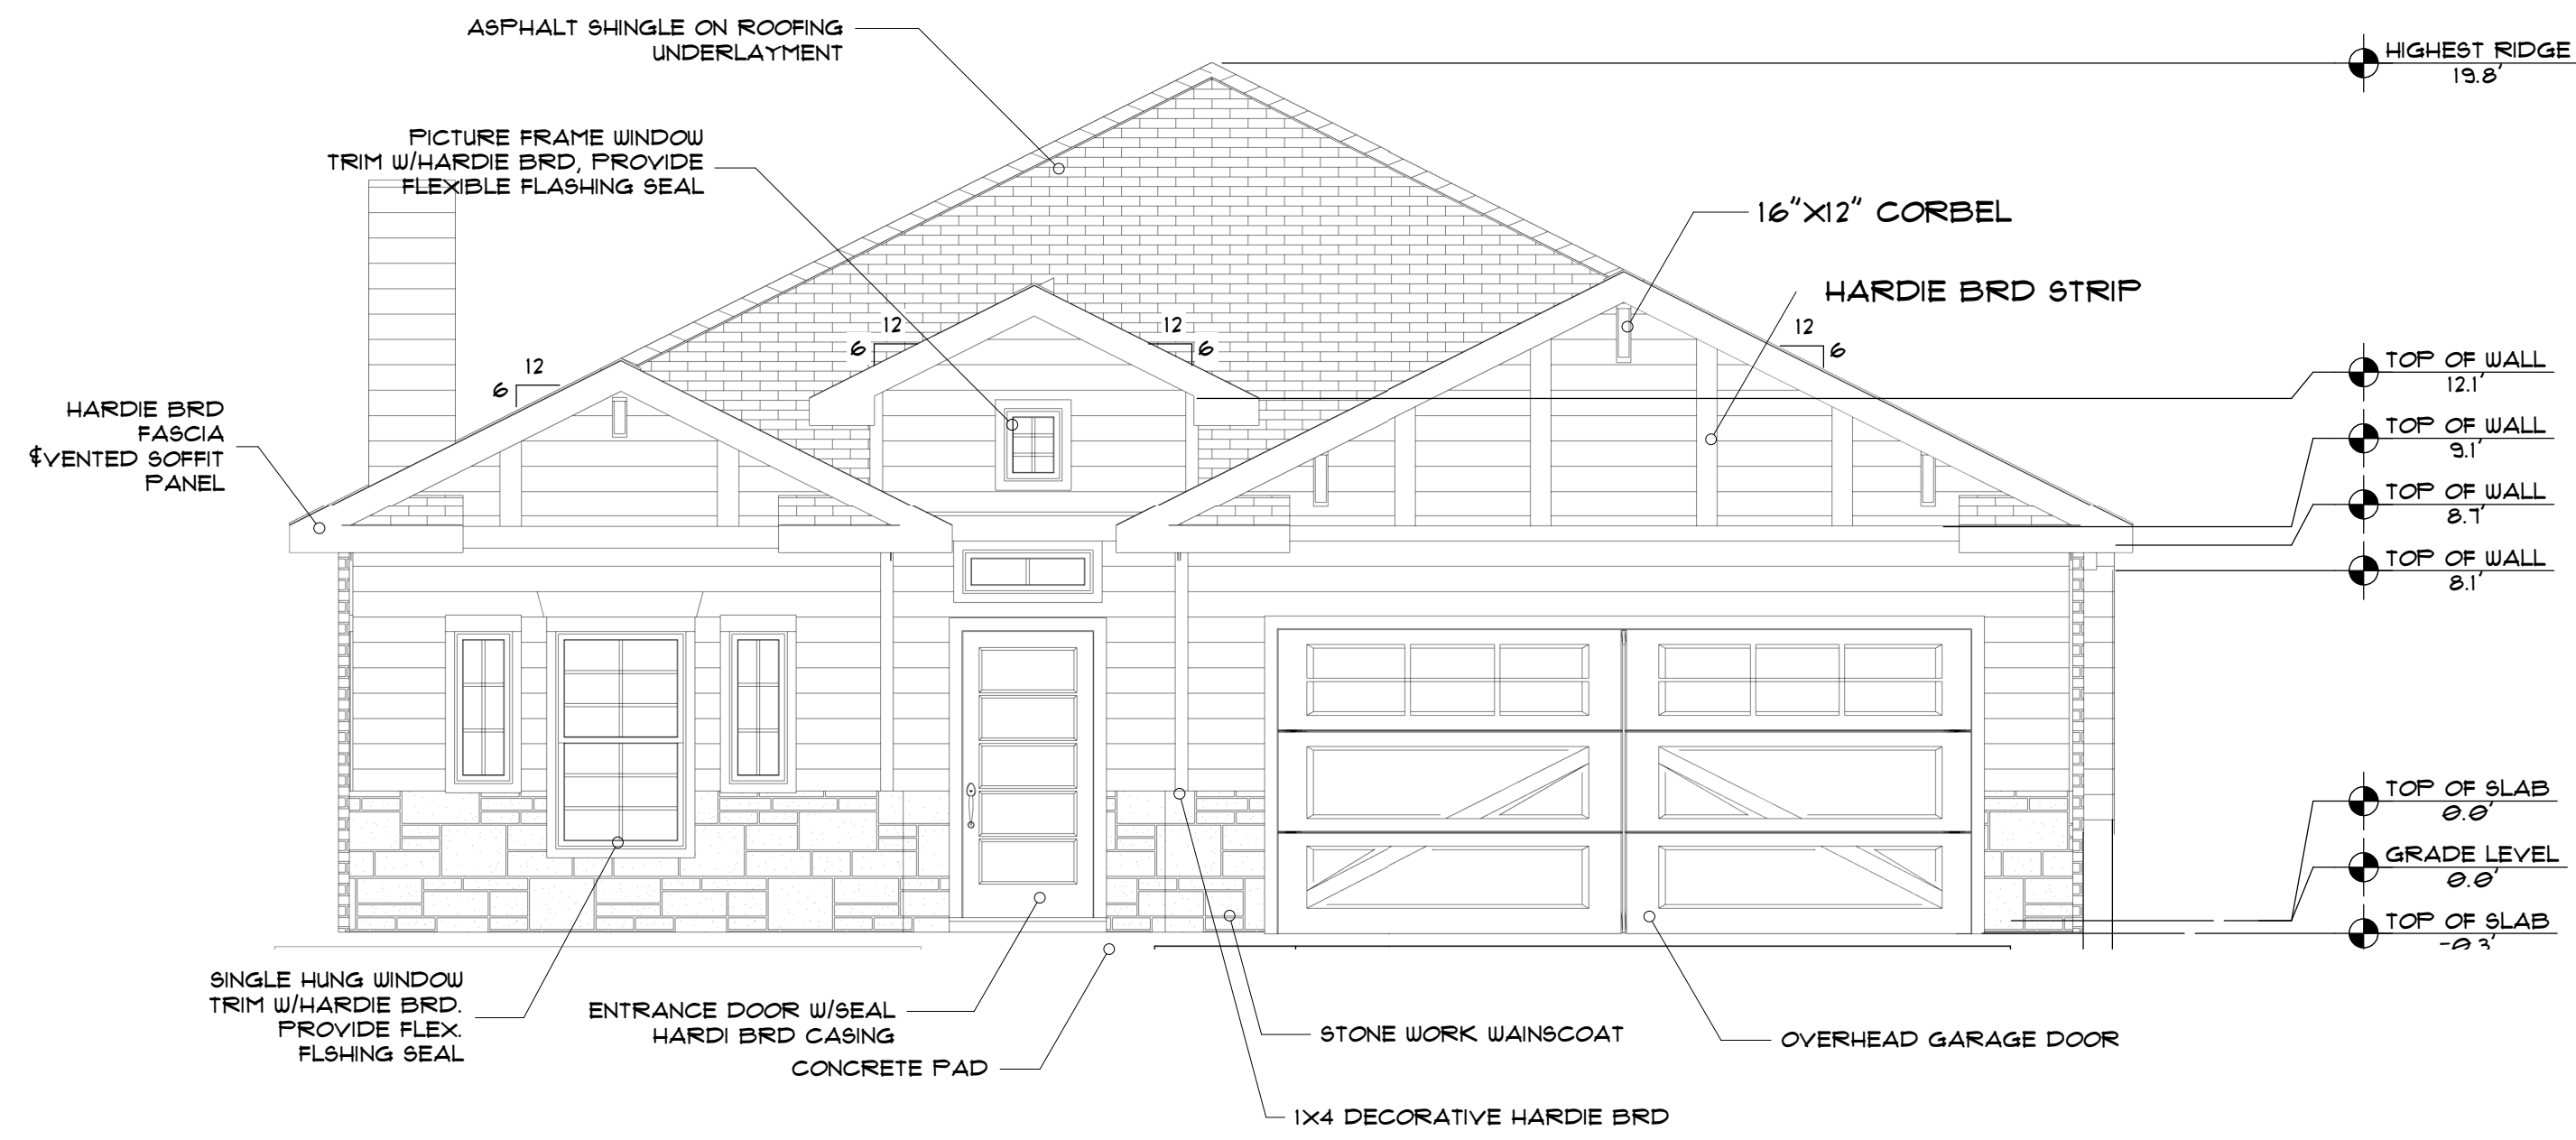 ASPHALT SHINGLE ON ROOFING
UNDERLAYMENT
HIGHEST RIDGE
19.8'
PICTURE FRAME WINDOW
TRIM W/HARDIE BRD, PROVIDE
FLEXIBLE FLASHING SEAL
16"X12" CORBEL
HARDIE BRD STRIP
12
6
12
6
12
6
12
6
TOP OF WALL
12.1'
HARDIE BRD
FASCIA
&VENTED SOFFIT
PANEL
TOP OF WALL
9.1'
TOP OF WALL
8.7'
TOP OF WALL
8.1'
TOP OF SLAB
0.0'
GRADE LEVEL
0.0'
TOP OF SLAB
-0.3'
SINGLE HUNG WINDOW
TRIM W/HARDIE BRD.
PROVIDE FLEX.
FLSHING SEAL
ENTRANCE DOOR W/SEAL
HARDI BRD CASING
CONCRETE PAD
STONE WORK WAINSCOAT
OVERHEAD GARAGE DOOR
1X4 DECORATIVE HARDIE BRD